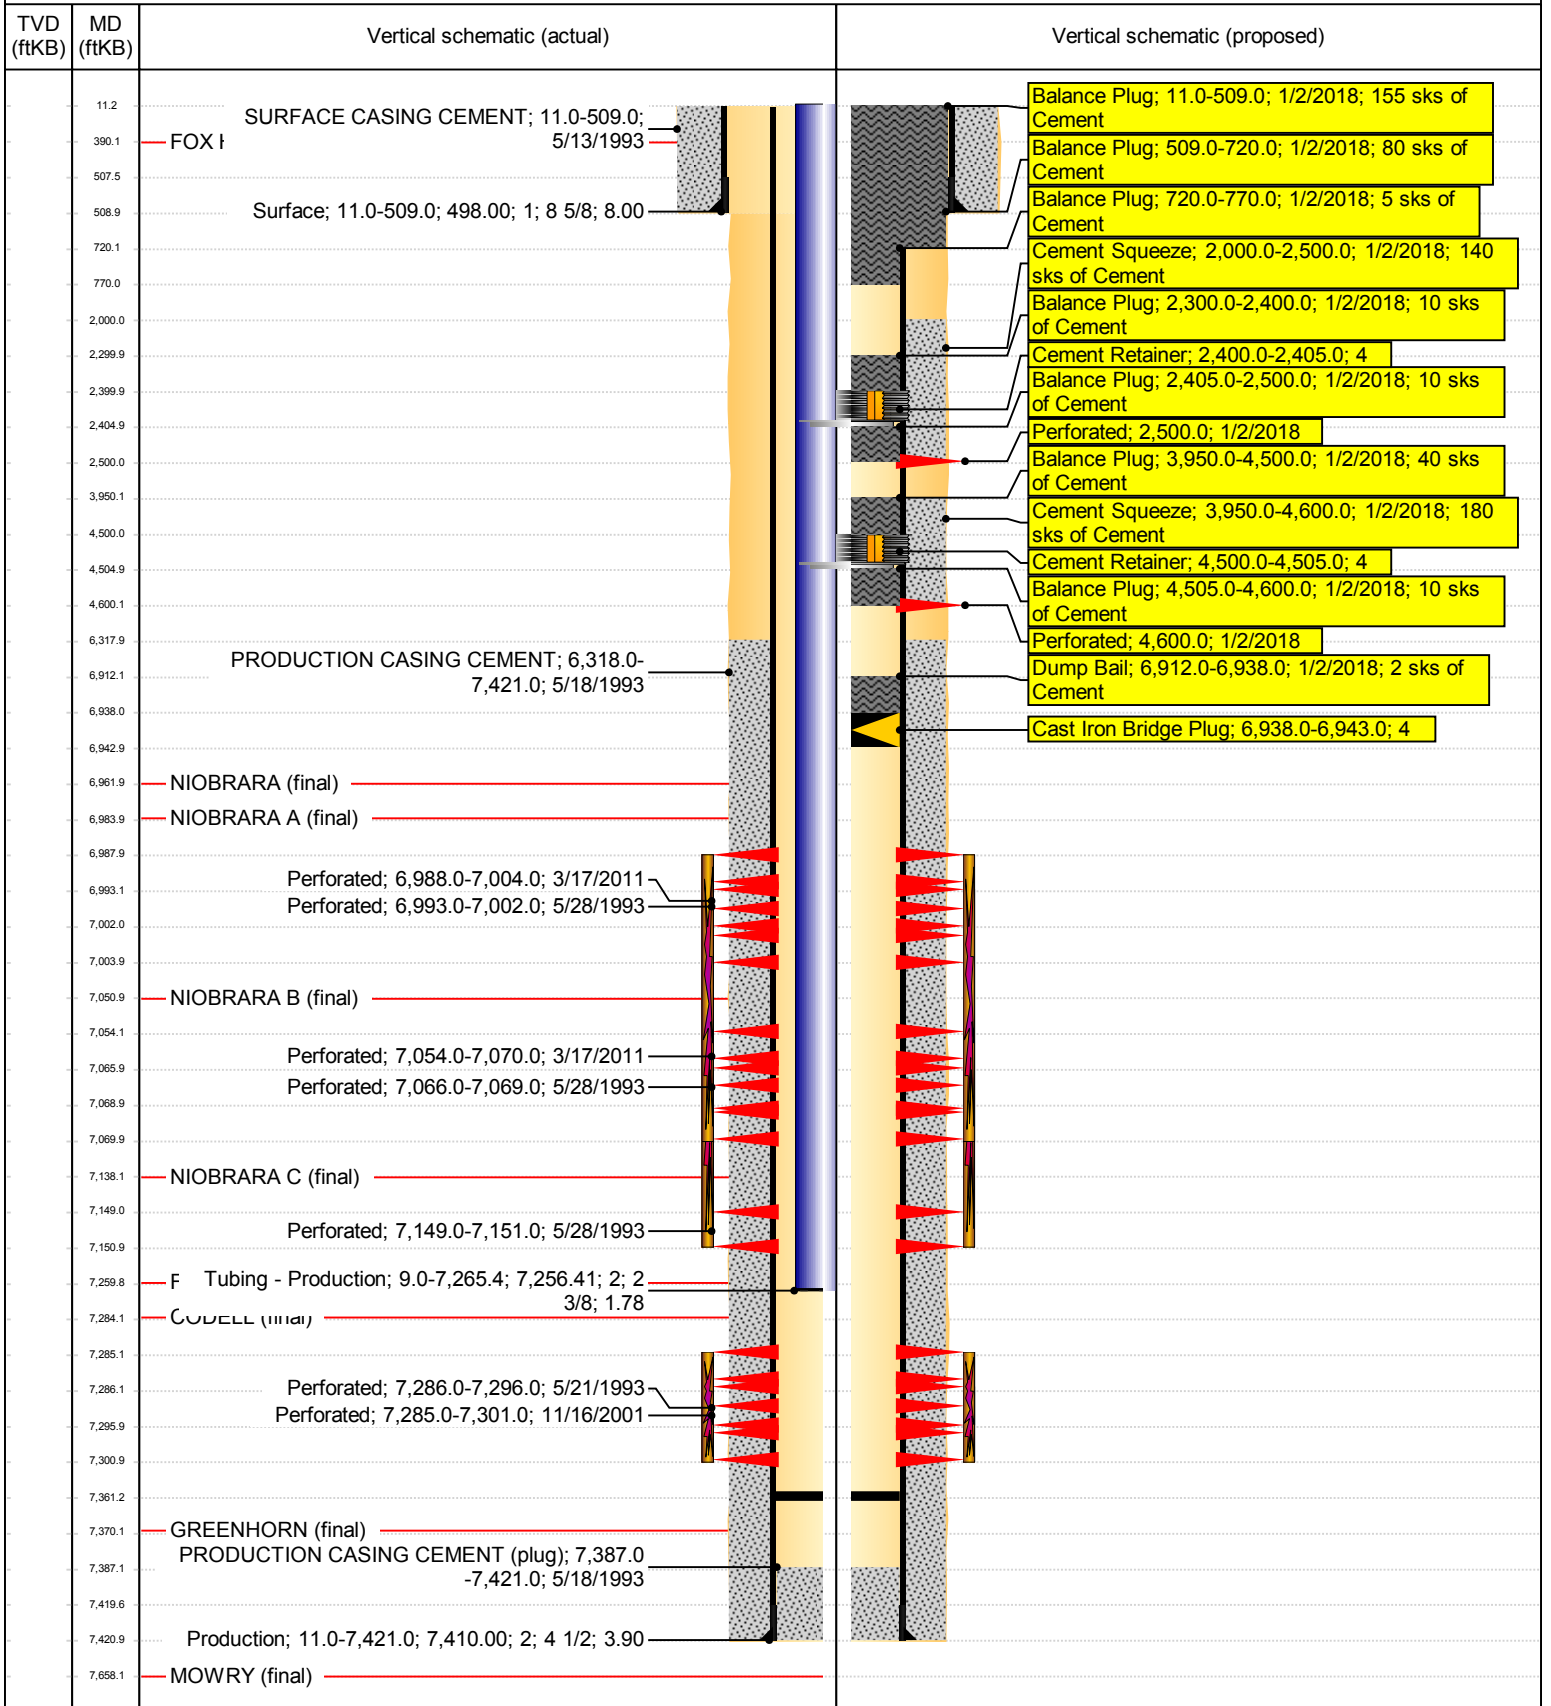 TVD
(ftKB)
MD
(ftKB)
Vertical schematic (actual)
Vertical schematic (proposed)
11.2
390.1
507.5
508.9
720.1
770.0
2,000.0
2,299.9
2,399.9
2,404.9
2,500.0
3,950.1
4,500.0
4,504.9
4,600.1
6,317.9
6,912.1
6,938.0
6,942.9
6,961.9
6,983.9
6,987.9
6,993.1
7,002.0
7,003.9
7,050.9
7,054.1
7,065.9
7,068.9
7,069.9
7,138.1
7,149.0
7,150.9
7,259.8
7,284.1
7,285.1
7,286.1
7,295.9
7,300.9
7,361.2
7,370.1
7,387.1
7,419.6
7,420.9
7,658.1
SURFACE CASING CEMENT; 11.0-509.0;
5/13/1993
FOX
Surface; 11.0-509.0; 498.00; 1; 8 5/8; 8.00
PRODUCTION CASING CEMENT; 6,318.0-
7,421.0; 5/18/1993
NIOBRARA (final)
NIOBRARA A (final)
Perforated; 6,988.0-7,004.0; 3/17/2011
Perforated; 6,993.0-7,002.0; 5/28/1993
NIOBRARA B (final)
Perforated; 7,054.0-7,070.0; 3/17/2011
Perforated; 7,066.0-7,069.0; 5/28/1993
NIOBRARA C (final)
Perforated; 7,149.0-7,151.0; 5/28/1993
Tubing - Production; 9.0-7,265.4; 7,256.41; 2; 2
3/8; 1.78
CODELL (final)
Perforated; 7,286.0-7,296.0; 5/21/1993
Perforated; 7,285.0-7,301.0; 11/16/2001
GREENHORN (final)
PRODUCTION CASING CEMENT (plug); 7,387.0
-7,421.0; 5/18/1993
Production; 11.0-7,421.0; 7,410.00; 2; 4 1/2; 3.90
MOWRY (final)
Balance Plug; 11.0-509.0; 1/2/2018; 155 sks of
Cement
Balance Plug; 509.0-720.0; 1/2/2018; 80 sks of
Cement
Balance Plug; 720.0-770.0; 1/2/2018; 5 sks of
Cement
Cement Squeeze; 2,000.0-2,500.0; 1/2/2018; 140
sks of Cement
Balance Plug; 2,300.0-2,400.0; 1/2/2018; 10 sks
of Cement
Cement Retainer; 2,400.0-2,405.0; 4
Balance Plug; 2,405.0-2,500.0; 1/2/2018; 10 sks
of Cement
Perforated; 2,500.0; 1/2/2018
Balance Plug; 3,950.0-4,500.0; 1/2/2018; 40 sks
of Cement
Cement Squeeze; 3,950.0-4,600.0; 1/2/2018; 180
sks of Cement
Cement Retainer; 4,500.0-4,505.0; 4
Balance Plug; 4,505.0-4,600.0; 1/2/2018; 10 sks
of Cement
Perforated; 4,600.0; 1/2/2018
Dump Bail; 6,912.0-6,938.0; 1/2/2018; 2 sks of
Cement
Cast Iron Bridge Plug; 6,938.0-6,943.0; 4